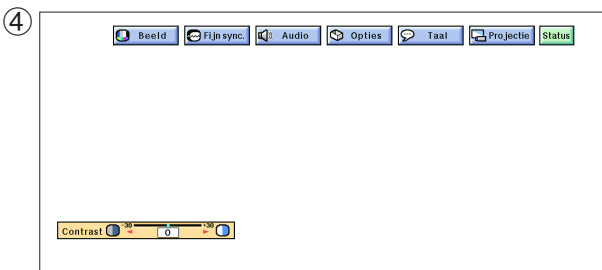 ④
Beeld Fijn sync. Audio Opties Taal Projectie Status
-30 +30
Contrast 0